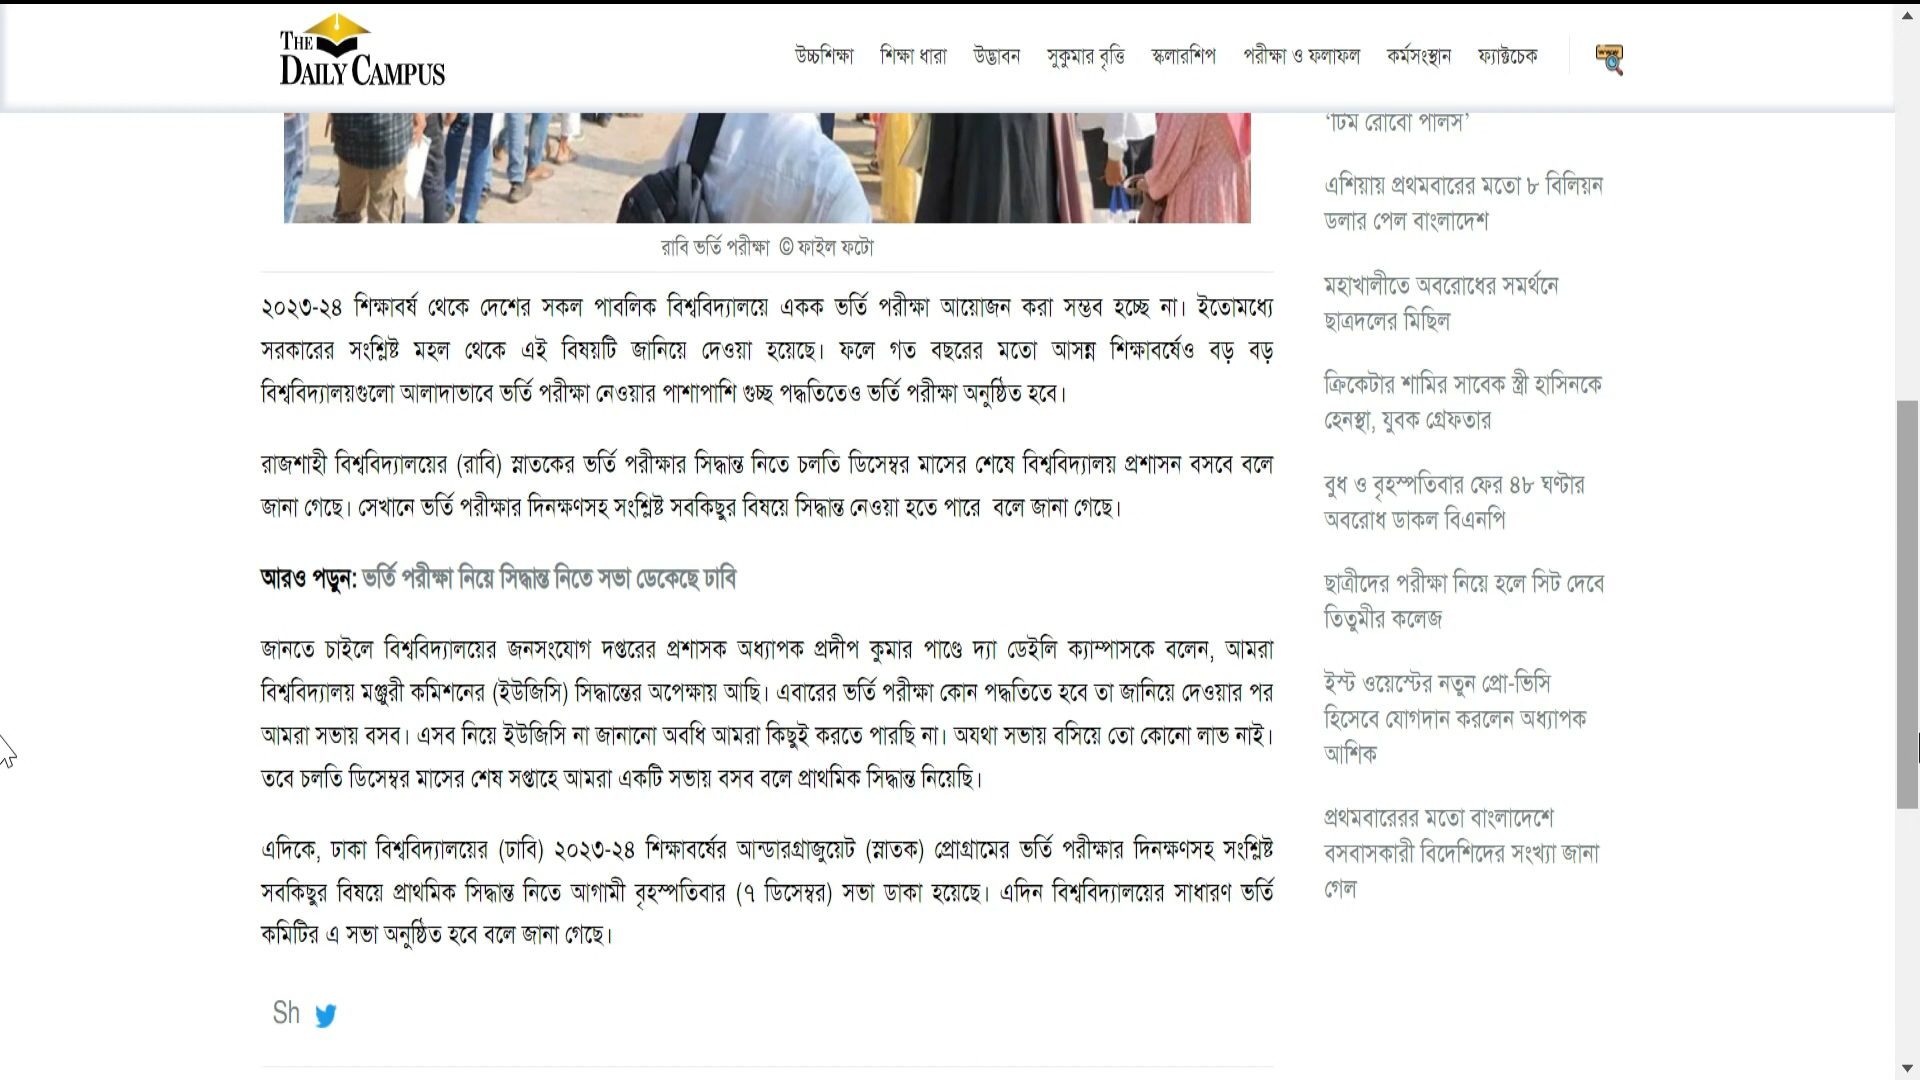 THE
DAILY CAMPUS
উচ্চশিক্ষা শিক্ষা ধারা উদ্ভাবন সুকুমার বৃত্তি স্কলারশিপ পরীক্ষা ও ফলাফল কর্মসংস্থান ফ্যাক্টচেক
রাবি ভর্তি পরীক্ষা © ফাইল ফটো
২০২৩-২৪ শিক্ষাবর্ষ থেকে দেশের সকল পাবলিক বিশ্ববিদ্যালয়ে একক ভর্তি পরীক্ষা আয়োজন করা সম্ভব হচ্ছে না। ইতোমধ্যে
সরকারের সংশ্লিষ্ট মহল থেকে এই বিষয়টি জানিয়ে দেওয়া হয়েছে। ফলে গত বছরের মতো আসন্ন শিক্ষাবর্ষেও বড় বড়
বিশ্ববিদ্যালয়গুলো আলাদাভাবে ভর্তি পরীক্ষা নেওয়ার পাশাপাশি গুচ্ছ পদ্ধতিতেও ভর্তি পরীক্ষা অনুষ্ঠিত হবে।
রাজশাহী বিশ্ববিদ্যালয়ের (রাবি) স্নাতকের ভর্তি পরীক্ষার সিদ্ধান্ত নিতে চলতি ডিসেম্বর মাসের শেষে বিশ্ববিদ্যালয় প্রশাসন বসবে বলে
জানা গেছে। সেখানে ভর্তি পরীক্ষার দিনক্ষণসহ সংশ্লিষ্ট সবকিছুর বিষয়ে সিদ্ধান্ত নেওয়া হতে পারে বলে জানা গেছে।
আরও পড়ুন: ভর্তি পরীক্ষা নিয়ে সিদ্ধান্ত নিতে সভা ডেকেছে ঢাবি
জানতে চাইলে বিশ্ববিদ্যালয়ের জনসংযোগ দপ্তরের প্রশাসক অধ্যাপক প্রদীপ কুমার পাণ্ডে দ্যা ডেইলি ক্যাম্পাসকে বলেন, আমরা
বিশ্ববিদ্যালয় মঞ্জুরী কমিশনের (ইউজিসি) সিদ্ধান্তের অপেক্ষায় আছি। এবারের ভর্তি পরীক্ষা কোন পদ্ধতিতে হবে তা জানিয়ে দেওয়ার পর
আমরা সভায় বসব। এসব নিয়ে ইউজিসি না জানানো অবধি আমরা কিছুই করতে পারছি না। অযথা সভায় বসিয়ে তো কোনো লাভ নাই।
তবে চলতি ডিসেম্বর মাসের শেষ সপ্তাহে আমরা একটি সভায় বসব বলে প্রাথমিক সিদ্ধান্ত নিয়েছি।
এদিকে, ঢাকা বিশ্ববিদ্যালয়ের (ঢাবি) ২০২৩-২৪ শিক্ষাবর্ষের আন্ডারগ্রাজুয়েট (স্নাতক) প্রোগ্রামের ভর্তি পরীক্ষার দিনক্ষণসহ সংশ্লিষ্ট
সবকিছুর বিষয়ে প্রাথমিক সিদ্ধান্ত নিতে আগামী বৃহস্পতিবার (৭ ডিসেম্বর) সভা ডাকা হয়েছে। এদিন বিশ্ববিদ্যালয়ের সাধারণ ভর্তি
কমিটির এ সভা অনুষ্ঠিত হবে বলে জানা গেছে।
Sh
‘টিম রোবো পালস’
এশিয়ায় প্রথমবারের মতো ৮ বিলিয়ন
ডলার পেল বাংলাদেশ
মহাখালীতে অবরোধের সমর্থনে
ছাত্রদলের মিছিল
ক্রিকেটার শামির সাবেক স্ত্রী হাসিনকে
হেনস্থা, যুবক গ্রেফতার
বুধ ও বৃহস্পতিবার ফের ৪৮ ঘণ্টার
অবরোধ ডাকল বিএনপি
ছাত্রীদের পরীক্ষা নিয়ে হলে সিট দেবে
তিতুমীর কলেজ
ইস্ট ওয়েস্টের নতুন প্রো-ভিসি
হিসেবে যোগদান করলেন অধ্যাপক
আশিক
প্রথমবারেরর মতো বাংলাদেশে
বসবাসকারী বিদেশিদের সংখ্যা জানা
গেল